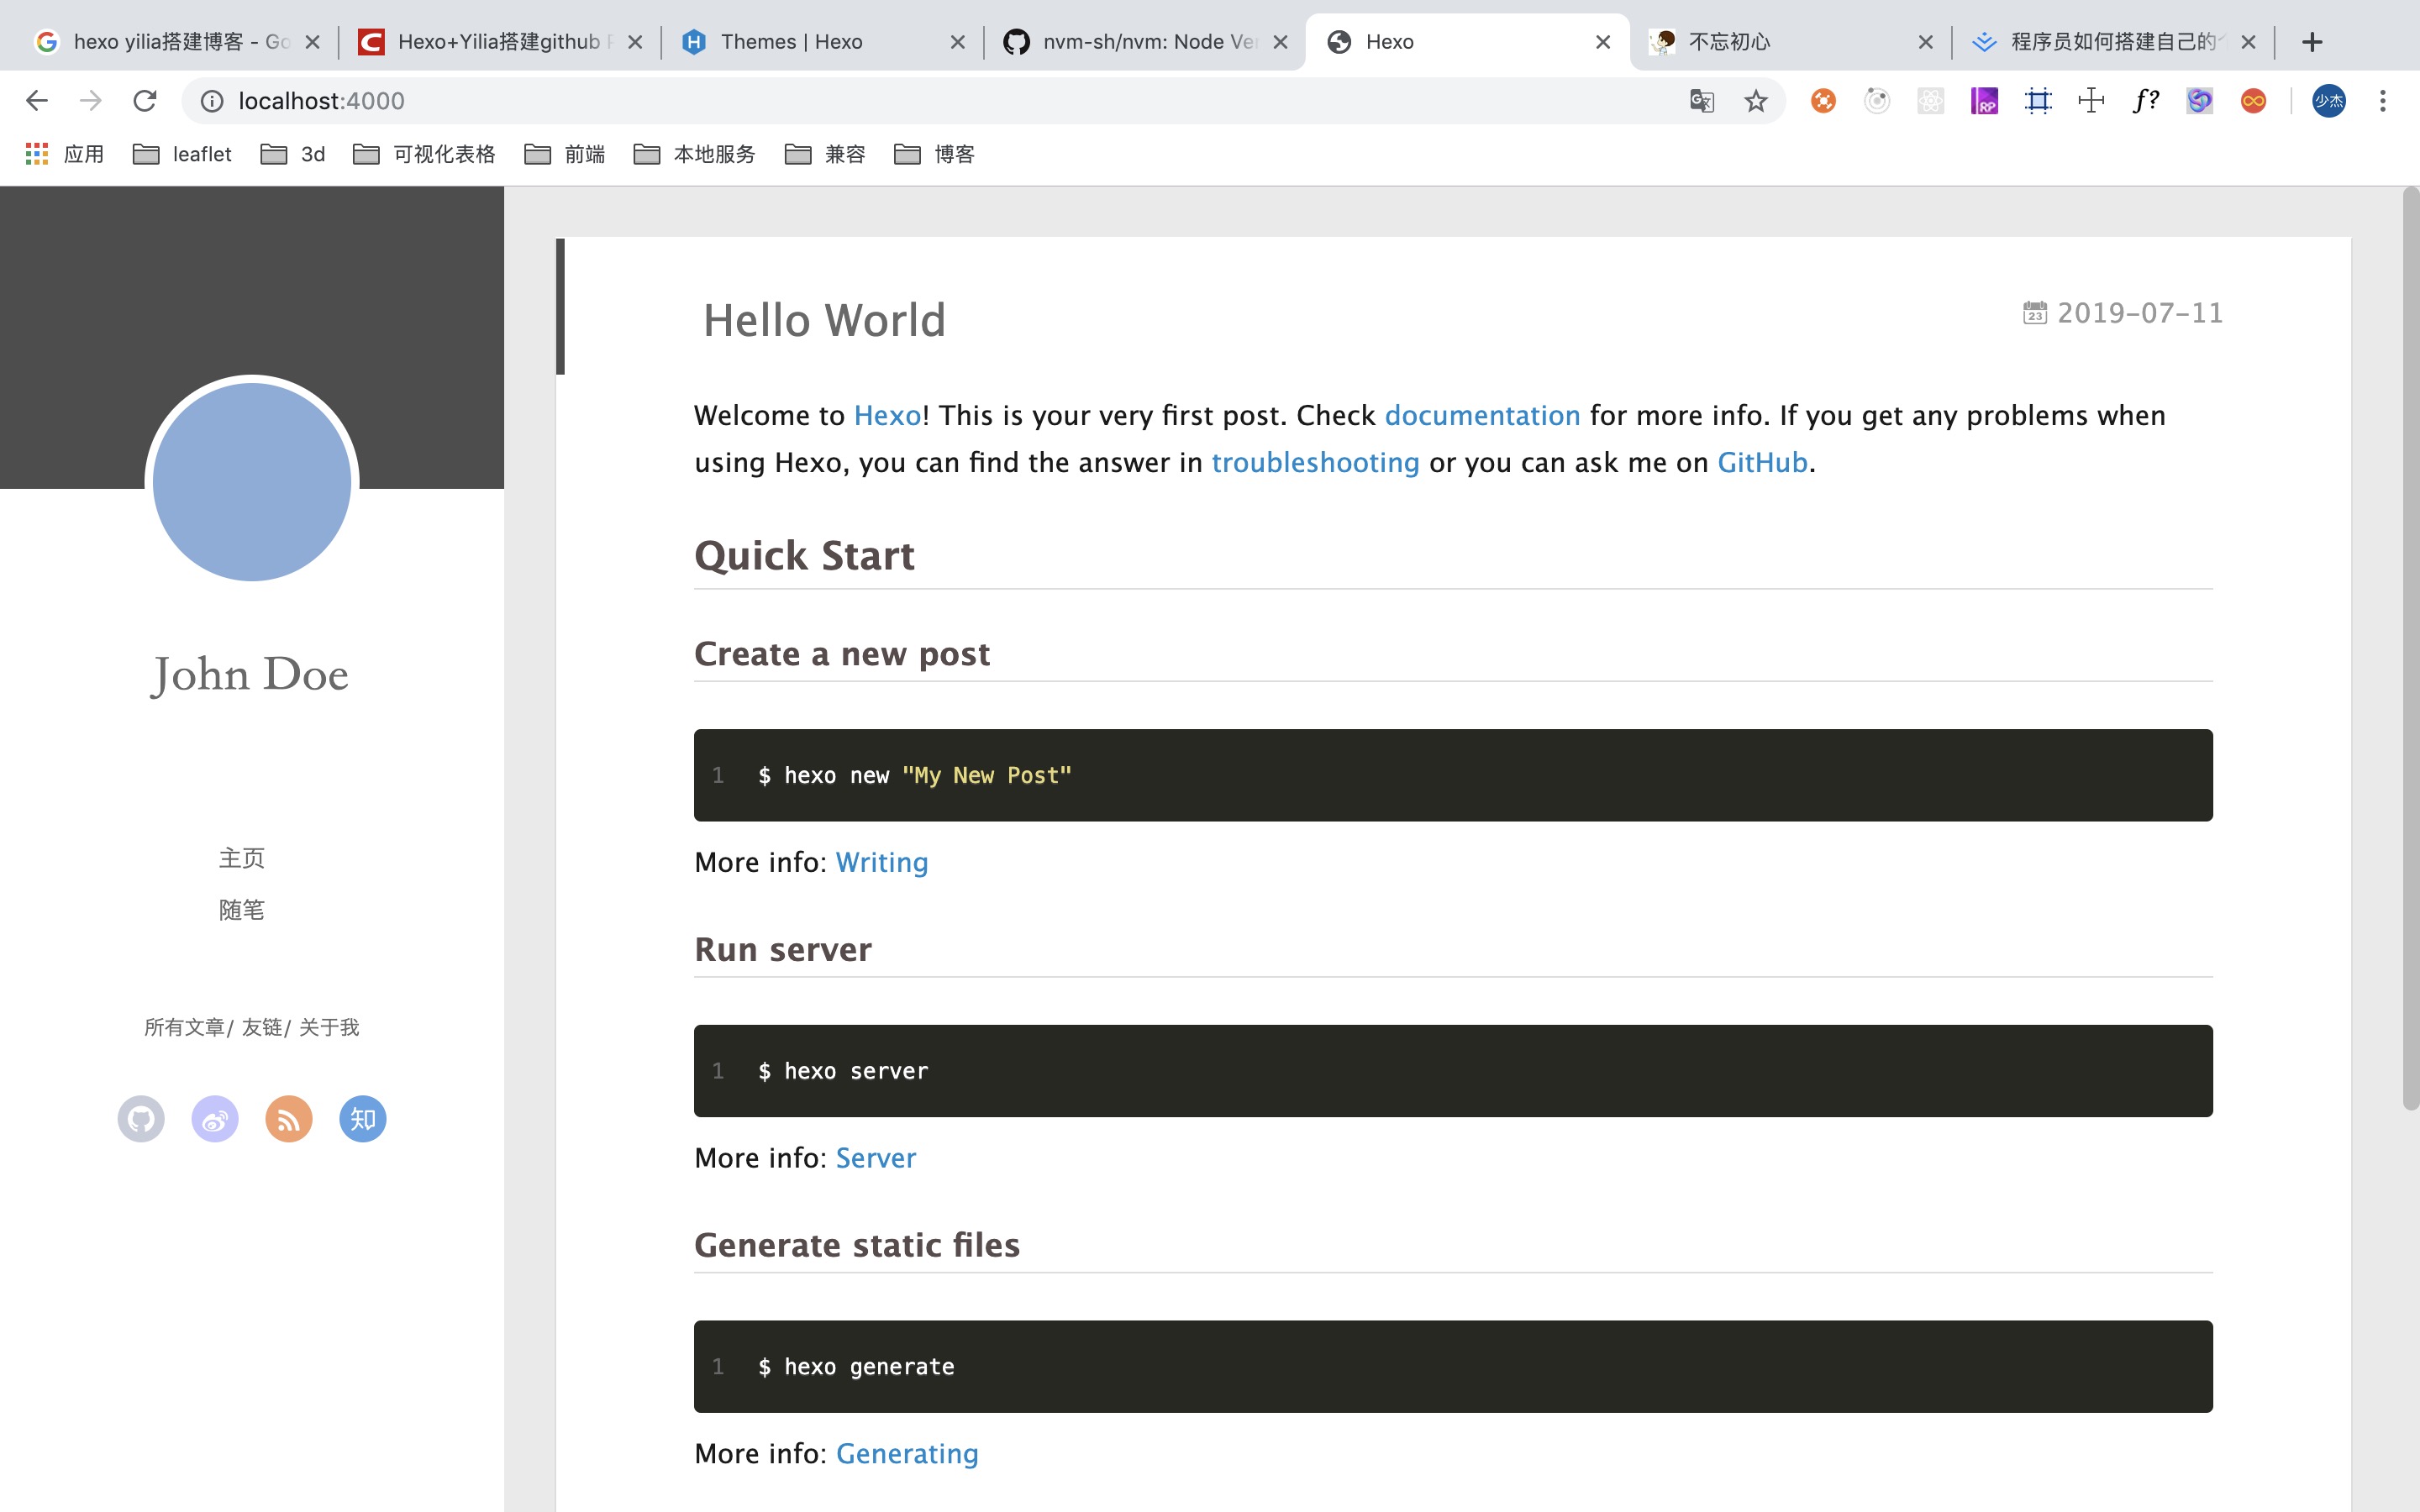 hexo yilia搭建博客 - Go
Hexo+Yilia搭建github
Themes | Hexo
nvm-sh/nvm: Node Ver
Hexo
不忘初心
程序员如何搭建自己的
localhost:4000
RP
f?
少杰
应用
leaflet
3d
可视化表格
前端
本地服务
兼容
博客
John Doe
主页
随笔
所有文章/ 友链/ 关于我
知
Hello World
23 2019-07-11
Welcome to Hexo! This is your very first post. Check documentation for more info. If you get any problems when
using Hexo, you can find the answer in troubleshooting or you can ask me on GitHub.
Quick Start
Create a new post
1 $ hexo new "My New Post"
More info: Writing
Run server
1 $ hexo server
More info: Server
Generate static files
1 $ hexo generate
More info: Generating